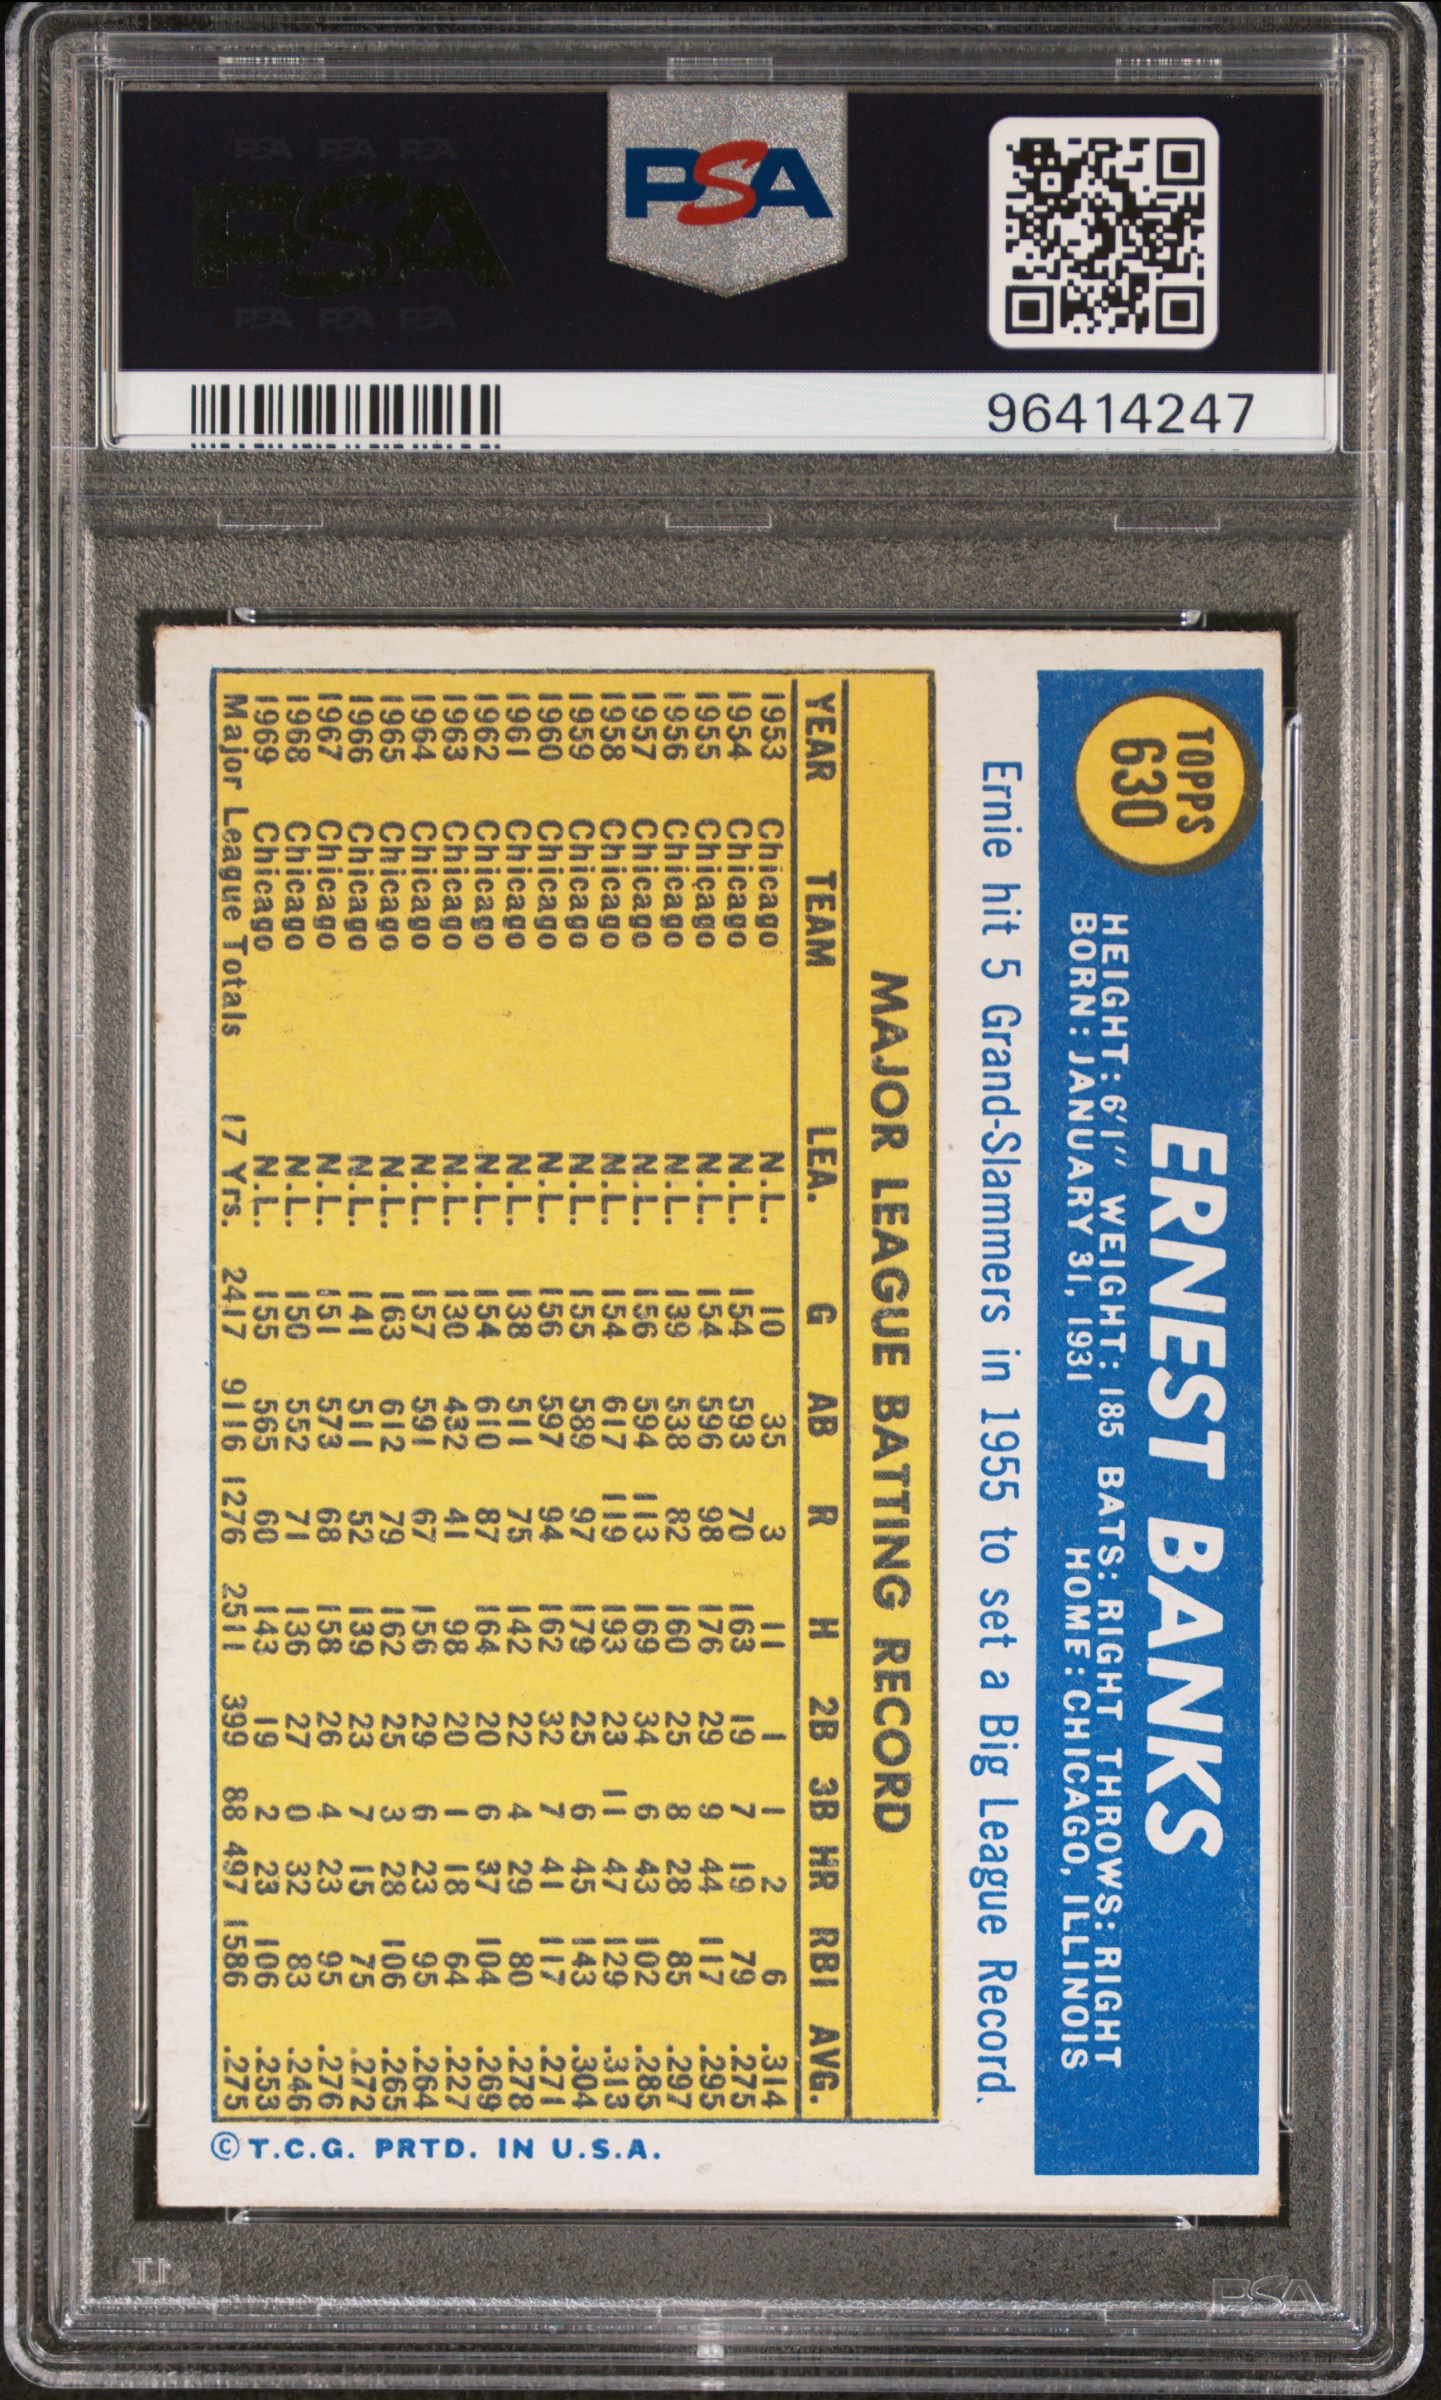 PSA PSA PSA
PSA
PSA PSA PSA
PSA
96414247
TOPPS
630
ERNEST BANKS
HEIGHT: 6'1" WEIGHT: 185 BATS: RIGHT THROWS: RIGHT
BORN: JANUARY 31, 1931 HOME: CHICAGO, ILLINOIS
Ernie hit 5 Grand-Slammers in 1955 to set a Big League Record.
MAJOR LEAGUE BATTING RECORD
YEAR TEAM LEA. G AB R H 2B 3B HR RBI AVG.
1953 Chicago N.L. 10 35 3 11 1 1 2 6 .314
1954 Chicago N.L. 154 593 70 163 19 7 19 79 .275
1955 Chicago N.L. 154 596 98 176 29 9 44 117 .295
1956 Chicago N.L. 139 538 82 160 25 8 28 85 .297
1957 Chicago N.L. 156 594 113 169 34 6 43 102 .285
1958 Chicago N.L. 154 617 119 193 23 11 47 129 .313
1959 Chicago N.L. 155 589 97 179 25 6 45 143 .304
1960 Chicago N.L. 156 597 94 162 32 7 41 117 .271
1961 Chicago N.L. 138 511 75 142 22 4 29 80 .278
1962 Chicago N.L. 154 610 87 164 20 6 37 104 .269
1963 Chicago N.L. 130 432 41 98 20 1 18 64 .227
1964 Chicago N.L. 157 591 67 156 29 6 23 95 .264
1965 Chicago N.L. 163 612 79 162 25 3 28 106 .265
1966 Chicago N.L. 141 511 52 139 23 7 15 75 .272
1967 Chicago N.L. 151 573 68 158 26 4 23 95 .276
1968 Chicago N.L. 150 552 71 136 27 0 32 83 .246
1969 Chicago N.L. 155 565 60 143 19 2 23 106 .253
Major League Totals 17 Yrs. 2417 9116 1276 2511 399 88 497 1586 .275
©T.C.G. PRTD. IN U.S.A.
PSA